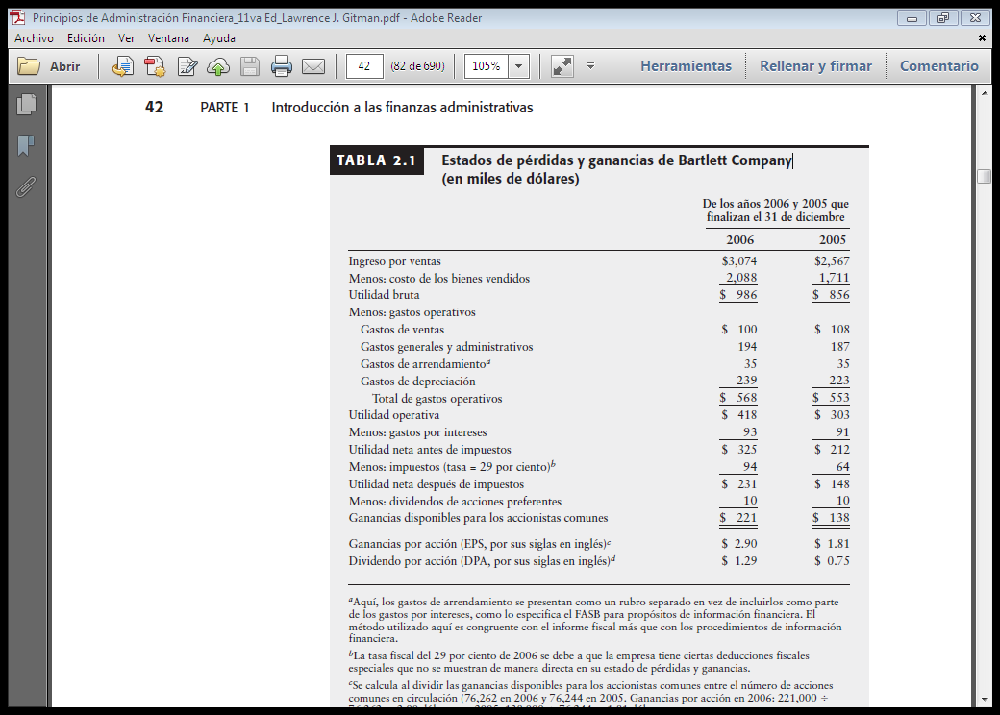 Principios de Administración Financiera_11va Ed_Lawrence J. Gitman.pdf - Adobe Reader
Archivo Edición Ver Ventana Ayuda
Abrir 42 (82 de 690) 105% Herramientas Rellenar y firmar Comentario
42 PARTE 1 Introducción a las finanzas administrativas
TABLA 2.1 Estados de pérdidas y ganancias de Bartlett Company
(en miles de dólares)
De los años 2006 y 2005 que
finalizan el 31 de diciembre
2006 2005
Ingreso por ventas $3,074 $2,567
Menos: costo de los bienes vendidos 2,088 1,711
Utilidad bruta $ 986 $ 856
Menos: gastos operativos
Gastos de ventas $ 100 $ 108
Gastos generales y administrativos 194 187
Gastos de arrendamientoᵃ 35 35
Gastos de depreciación 239 223
Total de gastos operativos $ 568 $ 553
Utilidad operativa $ 418 $ 303
Menos: gastos por intereses 93 91
Utilidad neta antes de impuestos $ 325 $ 212
Menos: impuestos (tasa = 29 por ciento)ᵇ 94 64
Utilidad neta después de impuestos $ 231 $ 148
Menos: dividendos de acciones preferentes 10 10
Ganancias disponibles para los accionistas comunes $ 221 $ 138
Ganancias por acción (EPS, por sus siglas en inglés)ᶜ $ 2.90 $ 1.81
Dividendo por acción (DPA, por sus siglas en inglés)ᵈ $ 1.29 $ 0.75
ᵃAquí, los gastos de arrendamiento se presentan como un rubro separado en vez de incluirlos como parte
de los gastos por intereses, como lo especifica el FASB para propósitos de información financiera. El
método utilizado aquí es congruente con el informe fiscal más que con los procedimientos de información
financiera.
ᵇLa tasa fiscal del 29 por ciento de 2006 se debe a que la empresa tiene ciertas deducciones fiscales
especiales que no se muestran de manera directa en su estado de pérdidas y ganancias.
ᶜSe calcula al dividir las ganancias disponibles para los accionistas comunes entre el número de acciones
comunes en circulación (76,262 en 2006 y 76,244 en 2005. Ganancias por acción en 2006: 221,000 ÷